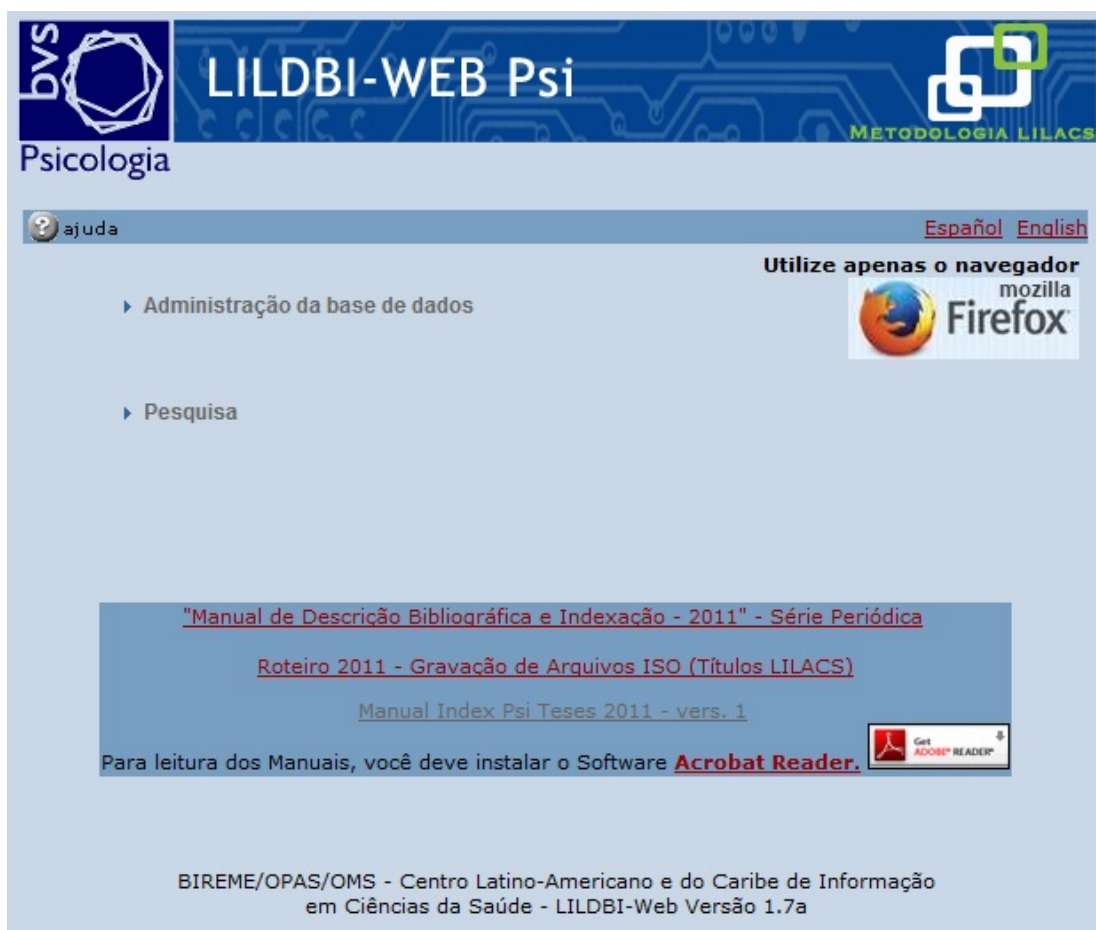 bvs
Psicologia
LILDBI-WEB Psi
METODOLOGIA LILACS
ajuda
Español English
Utilize apenas o navegador
mozilla
Firefox
Administração da base de dados
Pesquisa
"Manual de Descrição Bibliográfica e Indexação - 2011" - Série Periódica
Roteiro 2011 - Gravação de Arquivos ISO (Títulos LILACS)
Manual Index Psi Teses 2011 - vers. 1
Para leitura dos Manuais, você deve instalar o Software Acrobat Reader.
Get
ADOBE® READER®
BIREME/OPAS/OMS - Centro Latino-Americano e do Caribe de Informação
em Ciências da Saúde - LILDBI-Web Versão 1.7a